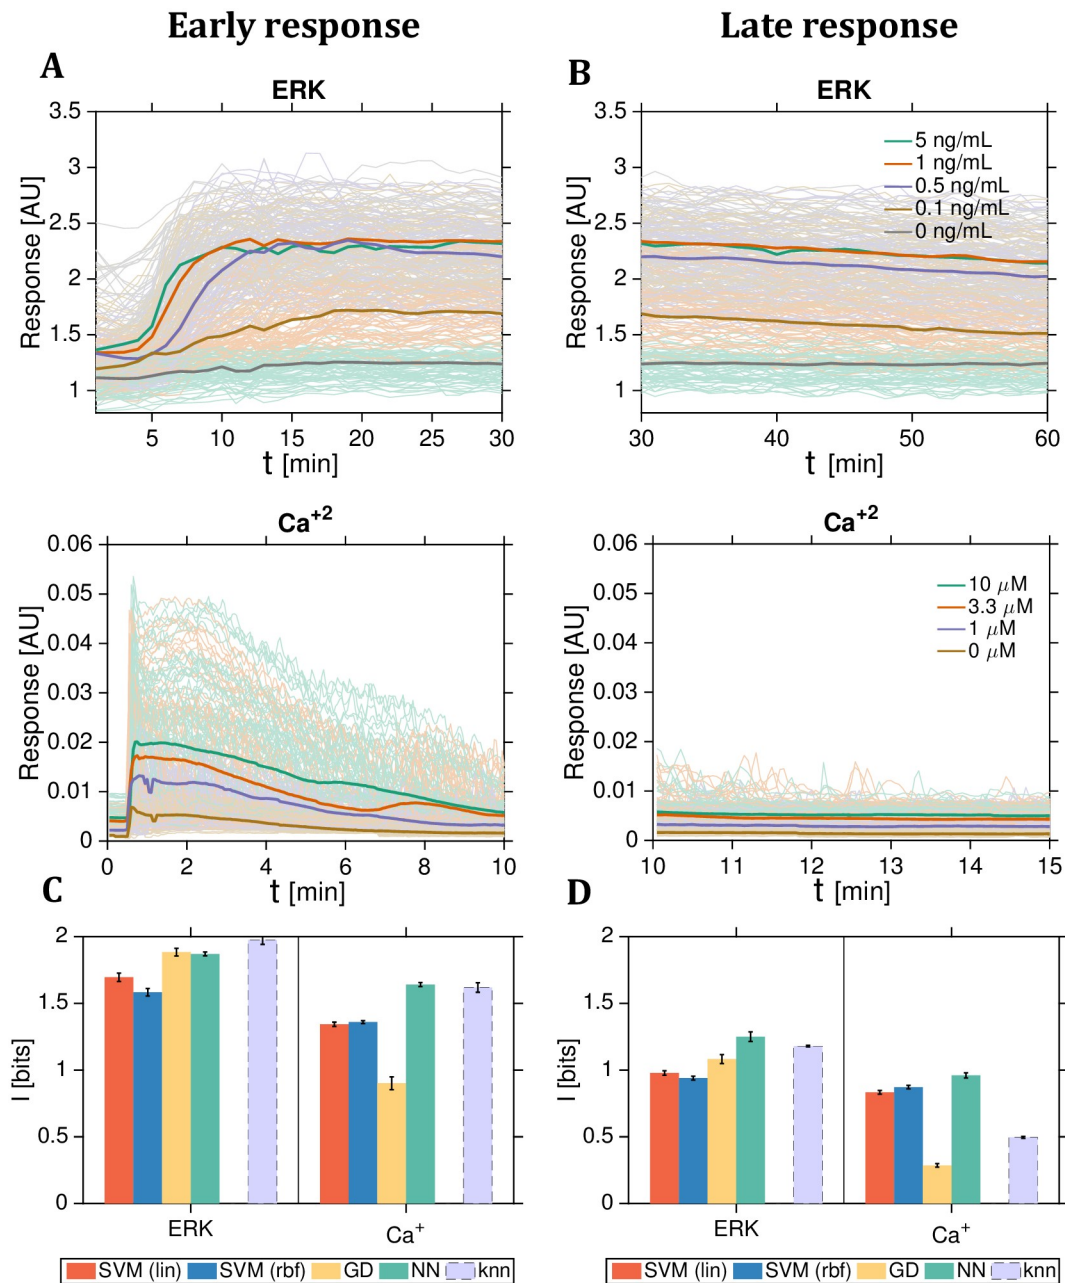 Early response
Late response
A
ERK
3.5
3
2.5
2
1.5
1
Response [AU]
5 10 15 20 25 30
t [min]
B
ERK
3.5
3
2.5
2
1.5
1
Response [AU]
5 ng/mL
1 ng/mL
0.5 ng/mL
0.1 ng/mL
0 ng/mL
30 40 50 60
t [min]
Ca+2
0.06
0.05
0.04
0.03
0.02
0.01
0
Response [AU]
0 2 4 6 8 10
t [min]
Ca+2
0.06
0.05
0.04
0.03
0.02
0.01
0
Response [AU]
10 μM
3.3 μM
1 μM
0 μM
10 11 12 13 14 15
t [min]
C
2
1.5
1
0.5
0
I [bits]
ERK Ca+
SVM (lin) SVM (rbf) GD NN knn
D
2
1.5
1
0.5
0
I [bits]
ERK Ca+
SVM (lin) SVM (rbf) GD NN knn